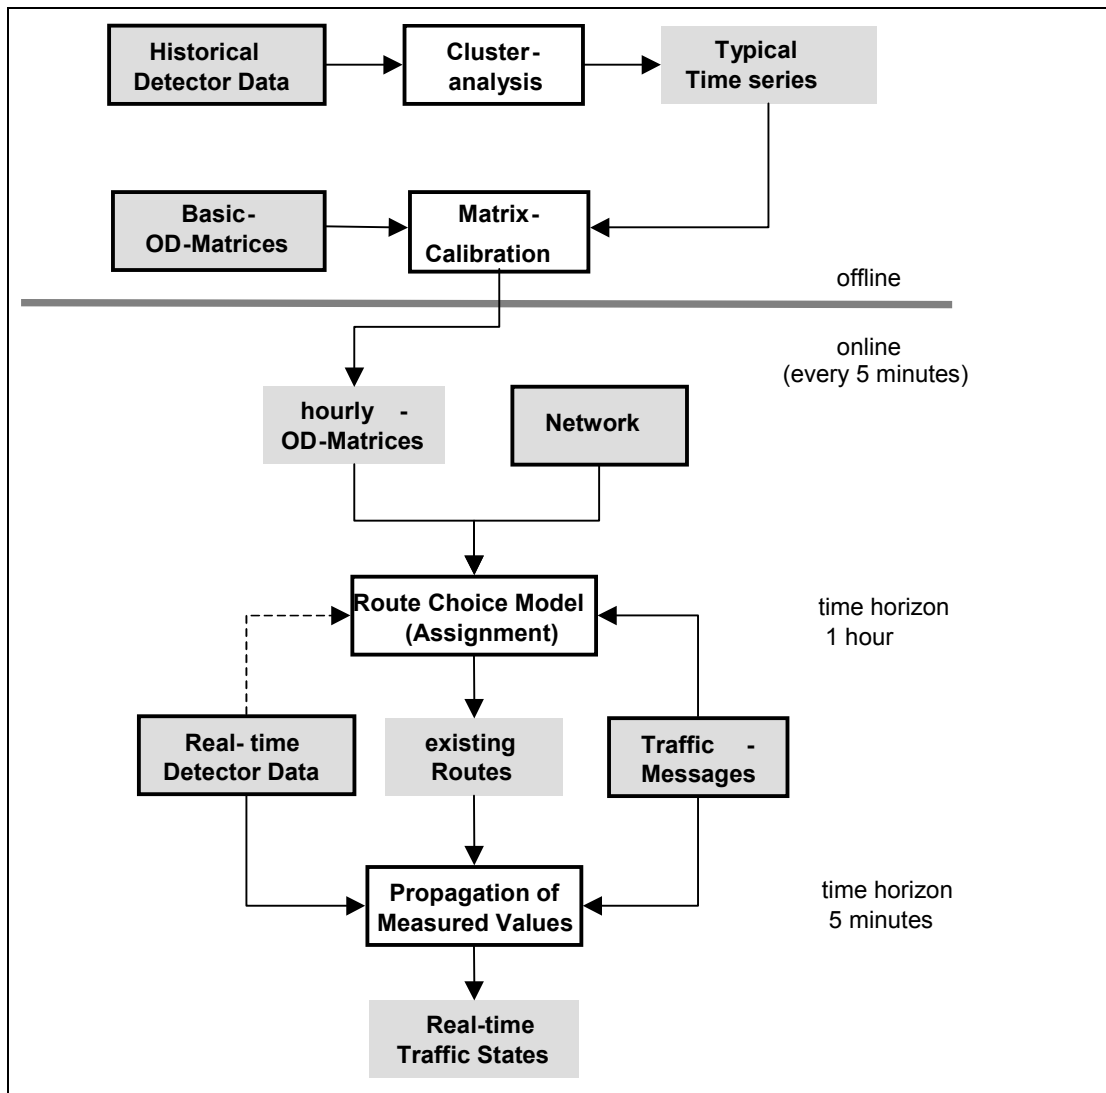 Historical
Detector Data
Cluster-
analysis
Typical
Time series
Basic-
OD-Matrices
Matrix-
Calibration
offline
online
(every 5 minutes)
hourly -
OD-Matrices
Network
Route Choice Model
(Assignment)
time horizon
1 hour
Real- time
Detector Data
existing
Routes
Traffic -
Messages
Propagation of
Measured Values
time horizon
5 minutes
Real-time
Traffic States